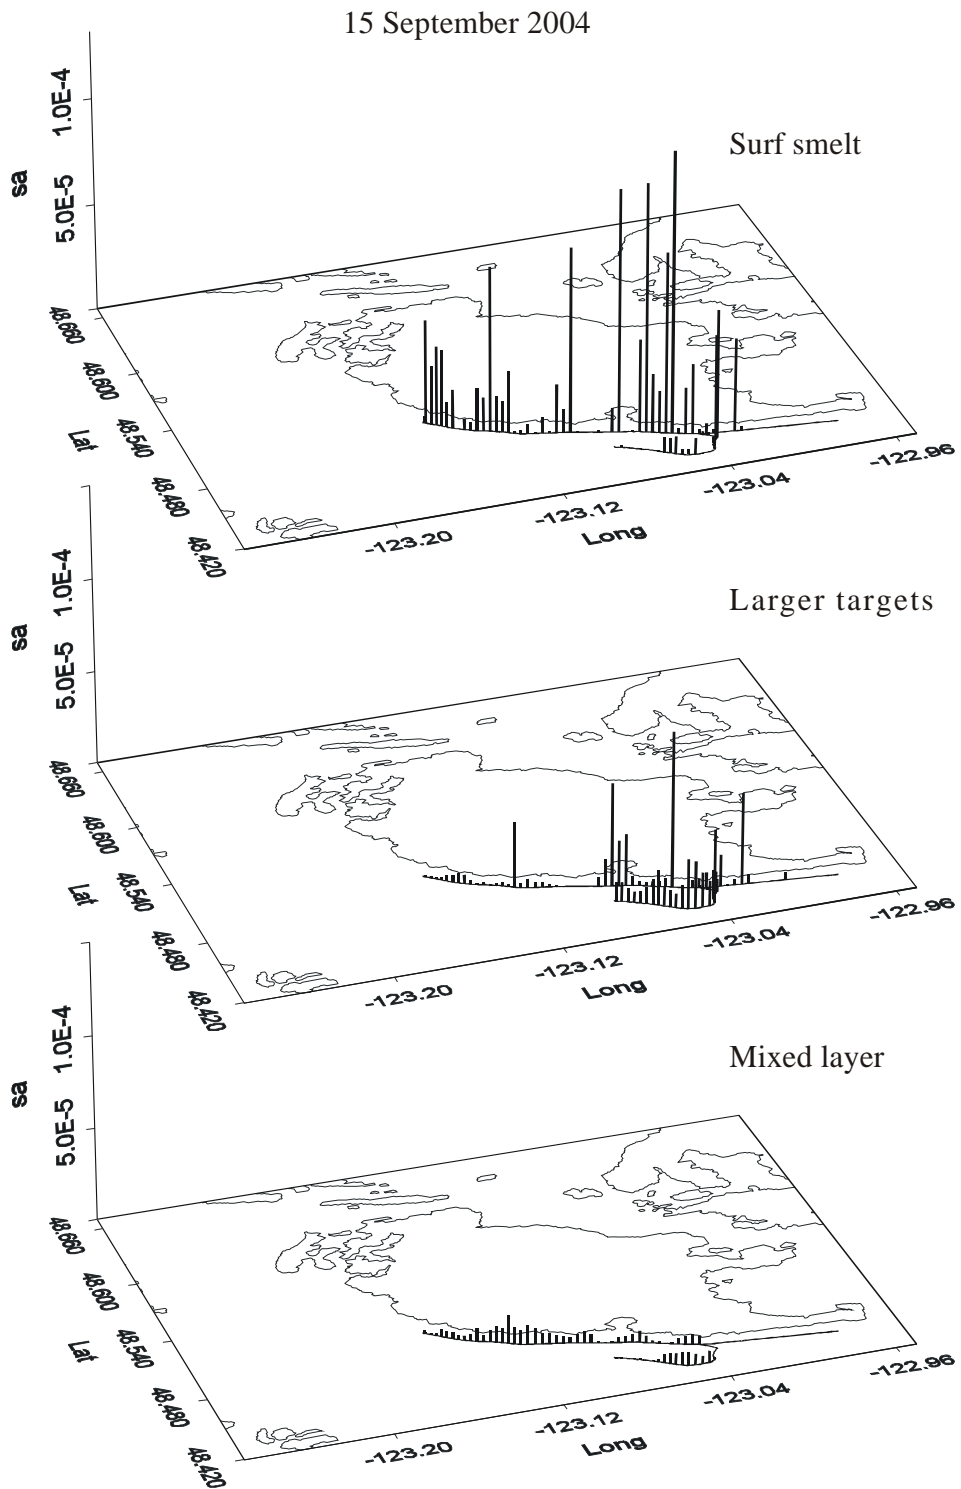 15 September 2004
Surf smelt
1.0E-4
5.0E-5
sa
48.660
48.600
48.540
48.480
48.420
Lat
-123.20
-123.12
-123.04
-122.96
Long
Larger targets
1.0E-4
5.0E-5
sa
48.660
48.600
48.540
48.480
48.420
Lat
-123.20
-123.12
-123.04
-122.96
Long
Mixed layer
1.0E-4
5.0E-5
sa
48.660
48.600
48.540
48.480
48.420
Lat
-123.20
-123.12
-123.04
-122.96
Long